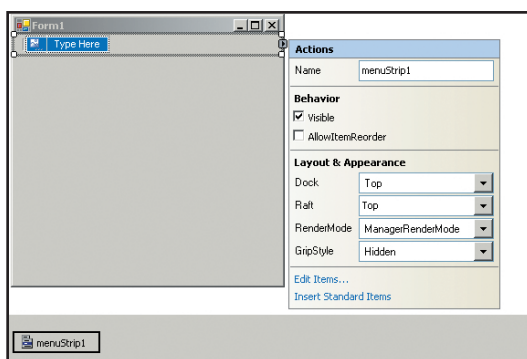 Form1
Type Here
Actions
Name menuStrip1
Behavior
Visible
AllowItemReorder
Layout & Appearance
Dock Top
Raft Top
RenderMode ManagerRenderMode
GripStyle Hidden
Edit Items...
Insert Standard Items
menuStrip1